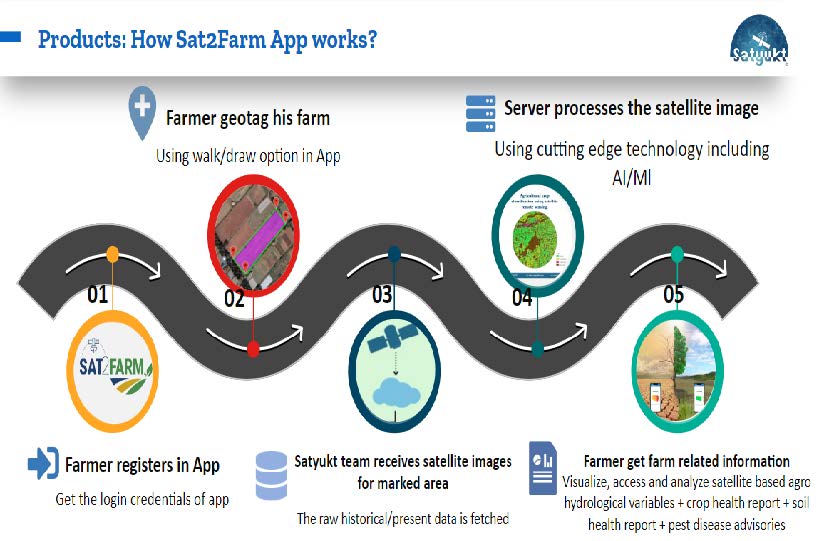 Products: How Sat2Farm App works?
Satyukt
Farmer geotag his farm
Using walk/draw option in App
Server processes the satellite image
Using cutting edge technology including
AI/Ml
01
02
03
04
05
SAT2FARM
Farmer registers in App
Get the login credentials of app
Satyukt team receives satellite images
for marked area
The raw historical/present data is fetched
Farmer get farm related information
Visualize, access and analyze satellite based agro
hydrological variables + crop health report + soil
health report + pest disease advisories